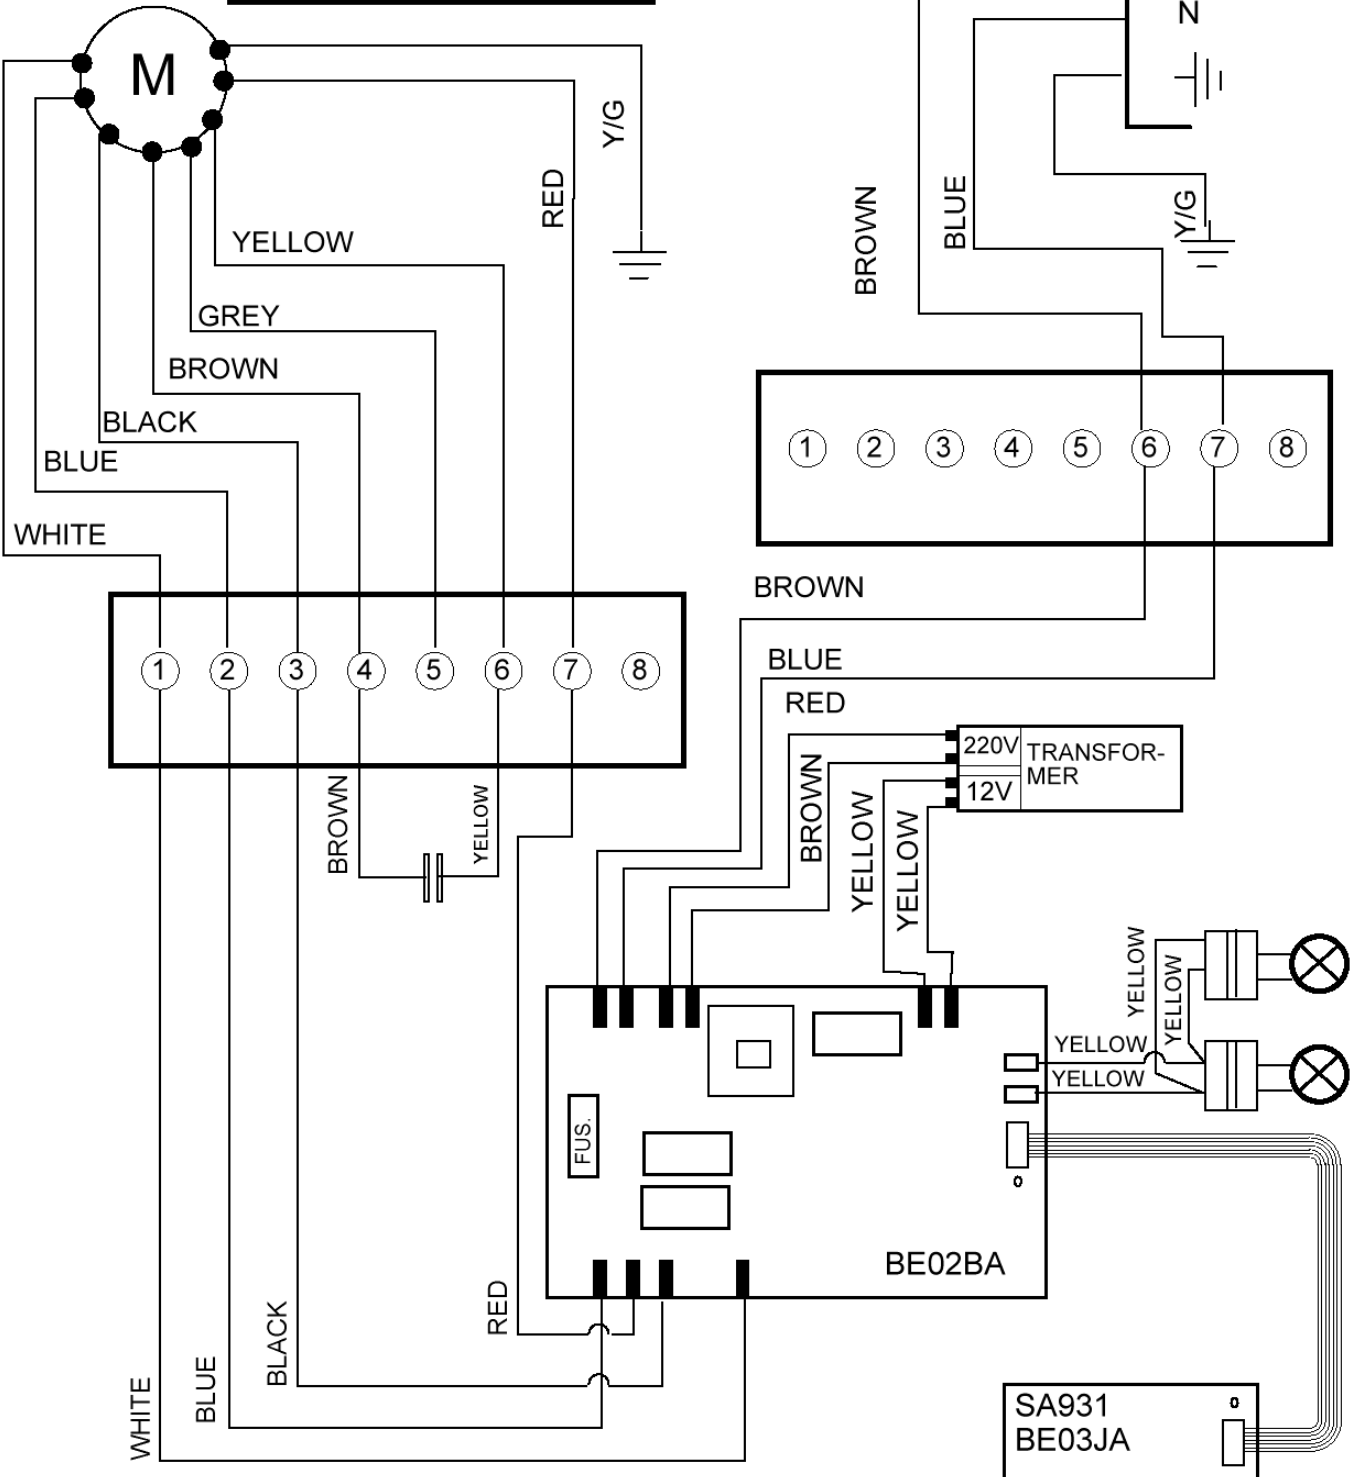 N
M
Y/G
RED
BROWN
BLUE
Y/G
YELLOW
GREY
BROWN
BLACK
BLUE
WHITE
1 2 3 4 5 6 7 8
BROWN
BLUE
RED
1 2 3 4 5 6 7 8
220V
12V
TRANSFOR-
MER
BROWN
YELLOW
BROWN
YELLOW
YELLOW
YELLOW
YELLOW
YELLOW
YELLOW
FUS.
BE02BA
RED
BLACK
BLUE
WHITE
SA931
BE03JA